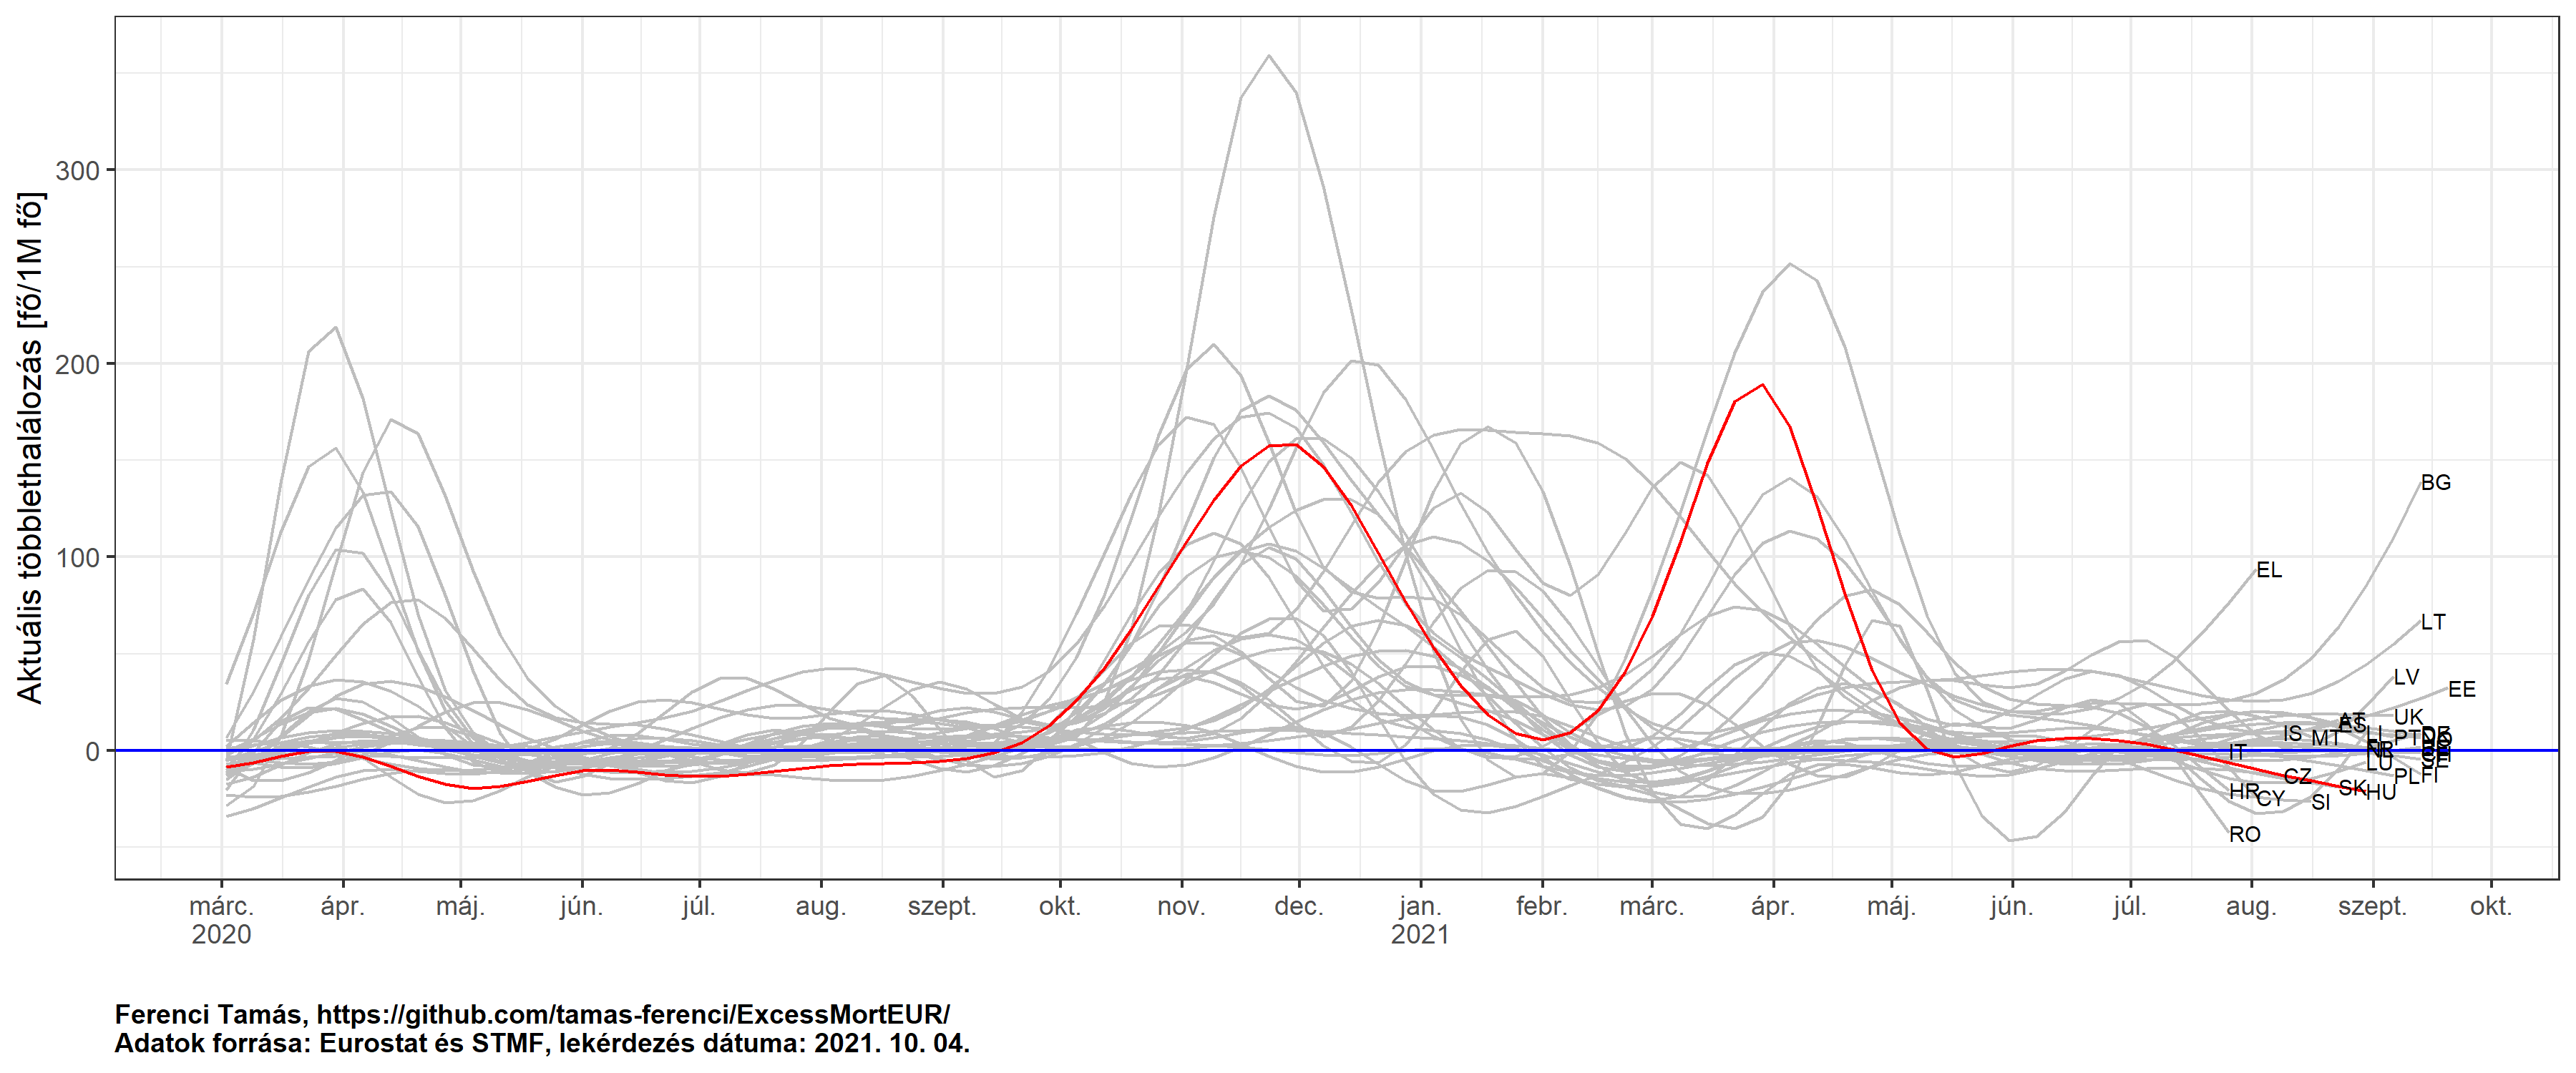 Aktuális többlethalálozás [fő/1M fő]
300
200
100
0
BG
EL
LT
LV
EE
UK
ES
IS
MT
PT
IT
LU
CZ
PL
FI
SK
HR
CY
SI
HU
RO
márc. ápr. máj. jún. júl. aug. szept. okt. nov. dec. jan. febr. márc. ápr. máj. jún. júl. aug. szept. okt.
2020 2021
Ferenci Tamás, https://github.com/tamas-ferenci/ExcessMortEUR/
Adatok forrása: Eurostat és STMF, lekérdezés dátuma: 2021. 10. 04.